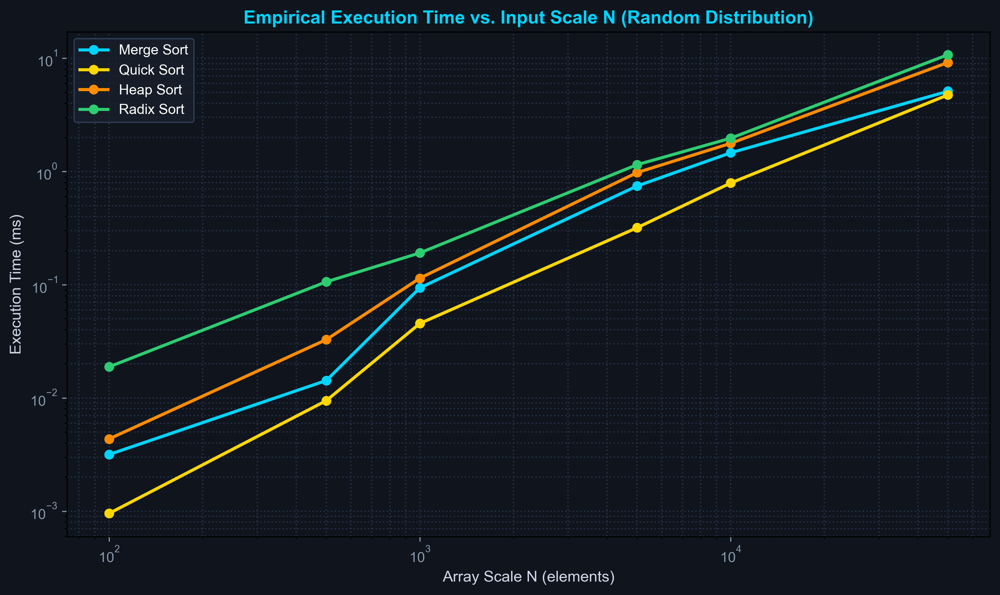 Empirical Execution Time vs. Input Scale N (Random Distribution)
Merge Sort
Quick Sort
Heap Sort
Radix Sort
Execution Time (ms)
10¹
10⁰
10⁻¹
10⁻²
10⁻³
10²
10³
10⁴
Array Scale N (elements)